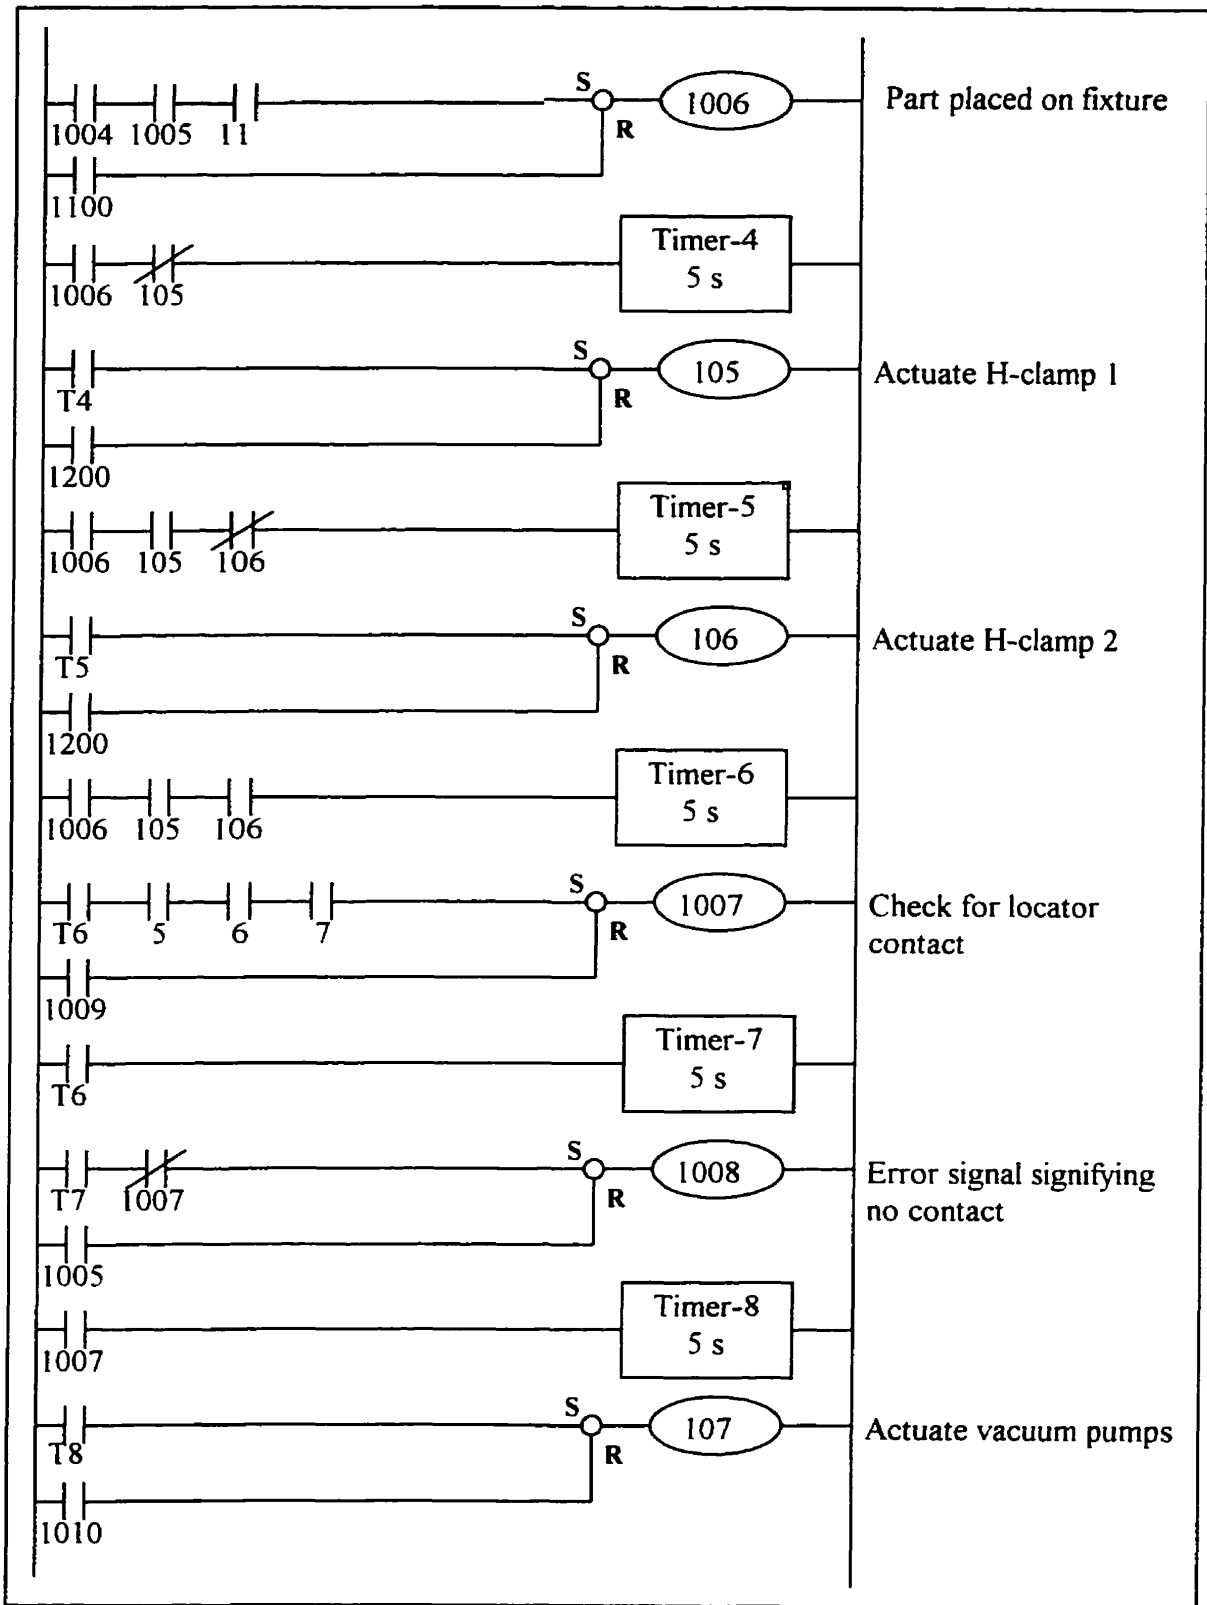 S
1006
Part placed on fixture
1004 1005 11
R
1100
Timer-4
5 s
1006 105
S
105
Actuate H-clamp 1
T4
R
1200
Timer-5
5 s
1006 105 106
S
106
Actuate H-clamp 2
T5
R
1200
Timer-6
5 s
1006 105 106
S
1007
Check for locator
contact
T6 5 6 7
R
1009
Timer-7
5 s
T6
S
1008
Error signal signifying
no contact
T7 1007
R
1005
Timer-8
5 s
1007
S
107
Actuate vacuum pumps
T8
R
1010